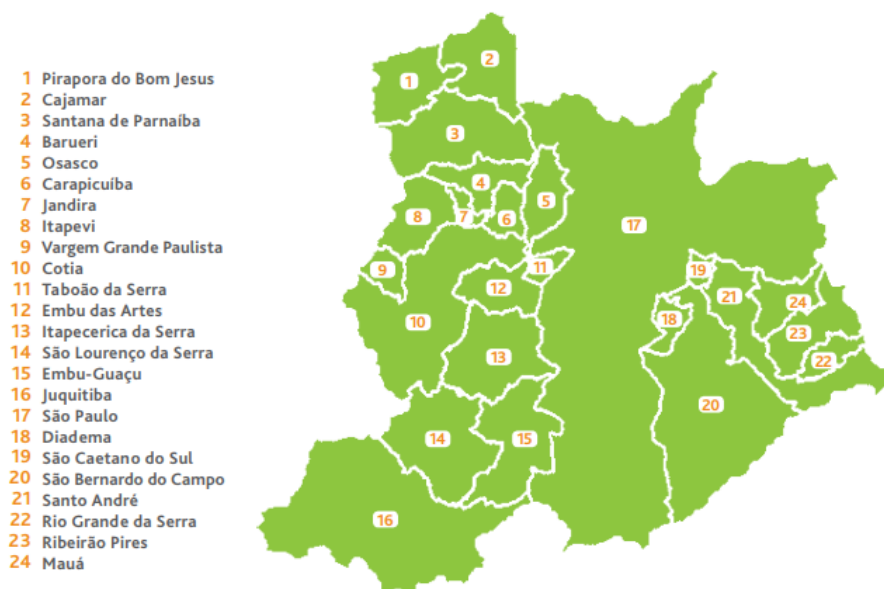 1 Pirapora do Bom Jesus
2 Cajamar
3 Santana de Parnaíba
4 Barueri
5 Osasco
6 Carapicuíba
7 Jandira
8 Itapevi
9 Vargem Grande Paulista
10 Cotia
11 Taboão da Serra
12 Embu das Artes
13 Itapecerica da Serra
14 São Lourenço da Serra
15 Embu-Guaçu
16 Juquitiba
17 São Paulo
18 Diadema
19 São Caetano do Sul
20 São Bernardo do Campo
21 Santo André
22 Rio Grande da Serra
23 Ribeirão Pires
24 Mauá
2
1
3
4
5
6
7
8
17
9
11
19
12
21
24
10
18
23
13
22
20
14
15
16